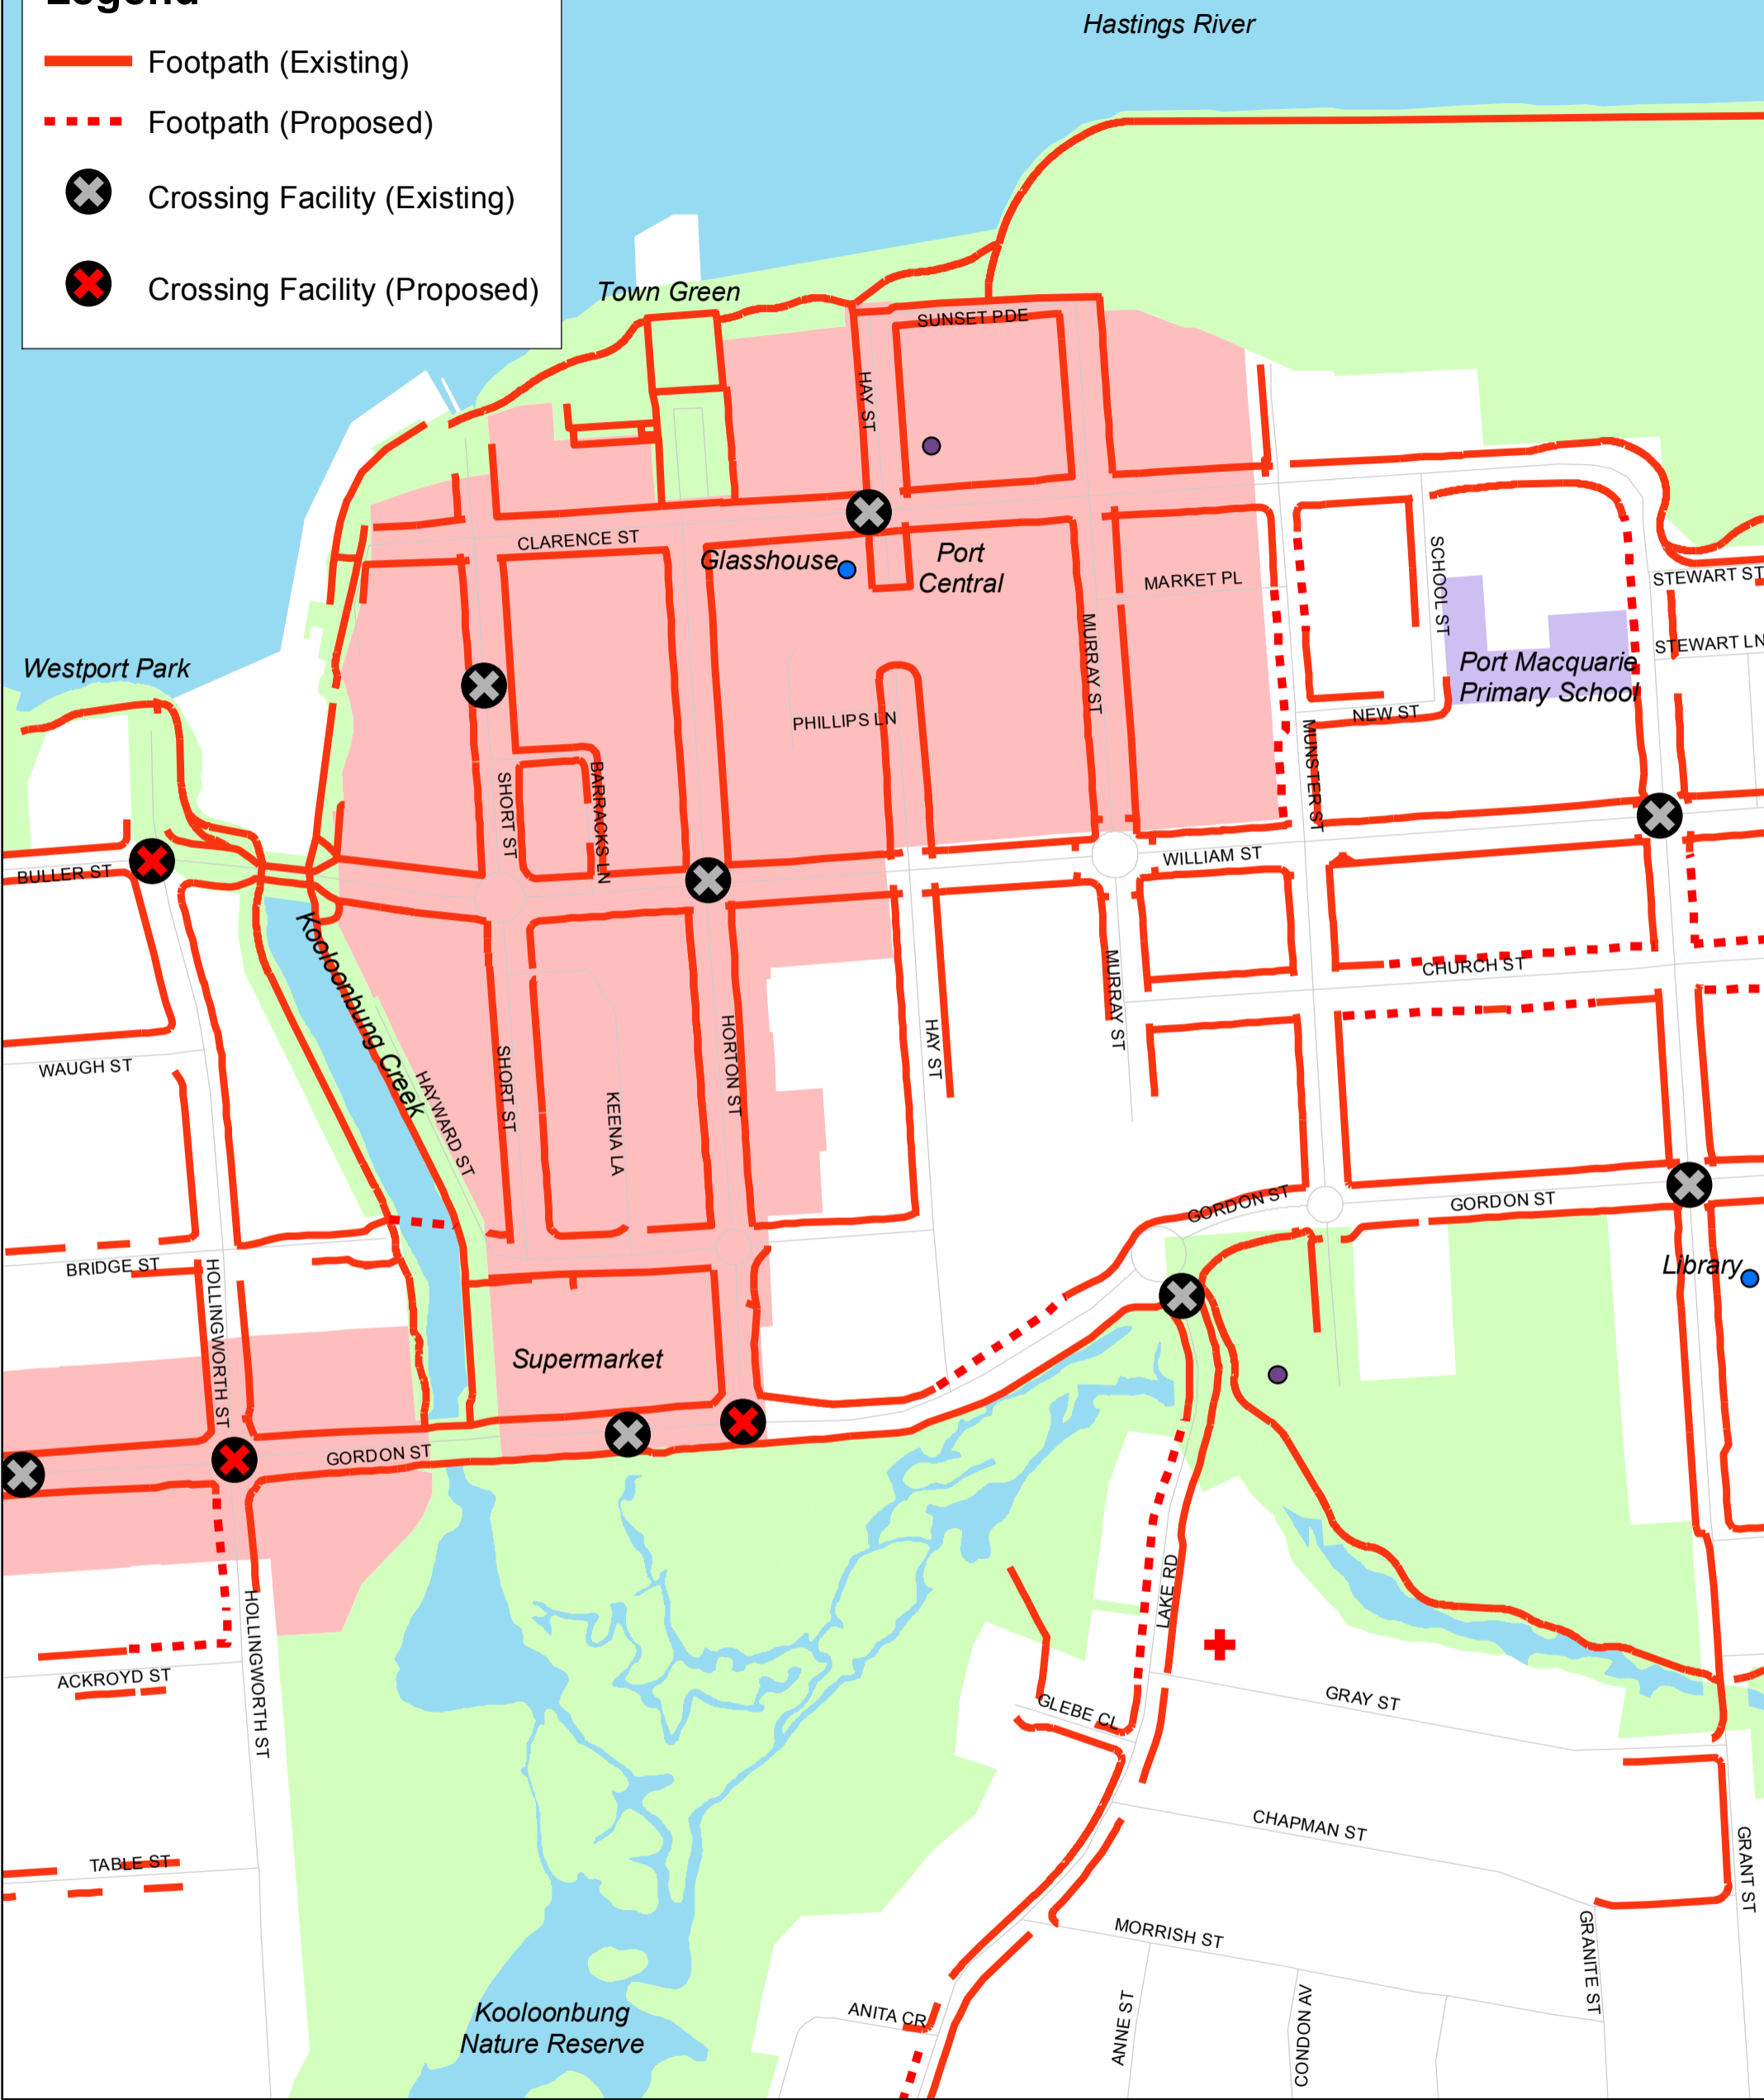 Legend
Hastings River
Footpath (Existing)
Footpath (Proposed)
Crossing Facility (Existing)
Crossing Facility (Proposed)
Town Green
SUNSET PDE
HAY ST
CLARENCE ST
Glasshouse
Port
Central
MARKET PL
SCHOOL ST
STEWART ST
STEWART LN
Westport Park
MURRAY ST
Port Macquarie
Primary School
PHILLIPS LN
NEW ST
MUNSTER ST
SHORT ST
BARRACKS LN
BULLER ST
WILLIAM ST
Kooloonbung Creek
MURRAY ST
CHURCH ST
WAUGH ST
HAYWARD ST
SHORT ST
KEENA LA
HORTON ST
HAY ST
GORDON ST
GORDON ST
BRIDGE ST
HOLLINGWORTH ST
Library
Supermarket
GORDON ST
LAKE RD
HOLLINGWORTH ST
ACKROYD ST
GLEBE CL
GRAY ST
CHAPMAN ST
TABLE ST
GRANT ST
MORRISH ST
GRANITE ST
Kooloonbung
Nature Reserve
ANITA CR
ANNE ST
CONDON AV